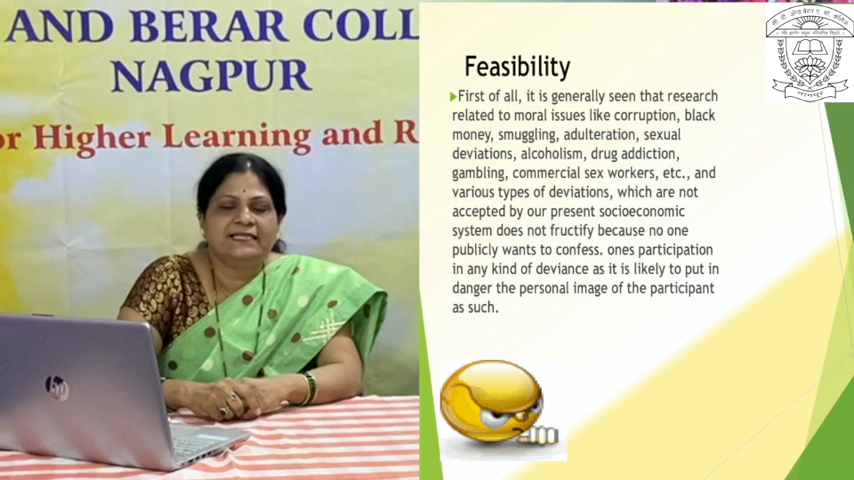 AND BERAR COLL
NAGPUR
or Higher Learning and R
hp
Feasibility
First of all, it is generally seen that research
related to moral issues like corruption, black
money, smuggling, adulteration, sexual
deviations, alcoholism, drug addiction,
gambling, commercial sex workers, etc., and
various types of deviations, which are not
accepted by our present socioeconomic
system does not fructify because no one
publicly wants to confess. ones participation
in any kind of deviance as it is likely to put in
danger the personal image of the participant
as such.
नागपुर